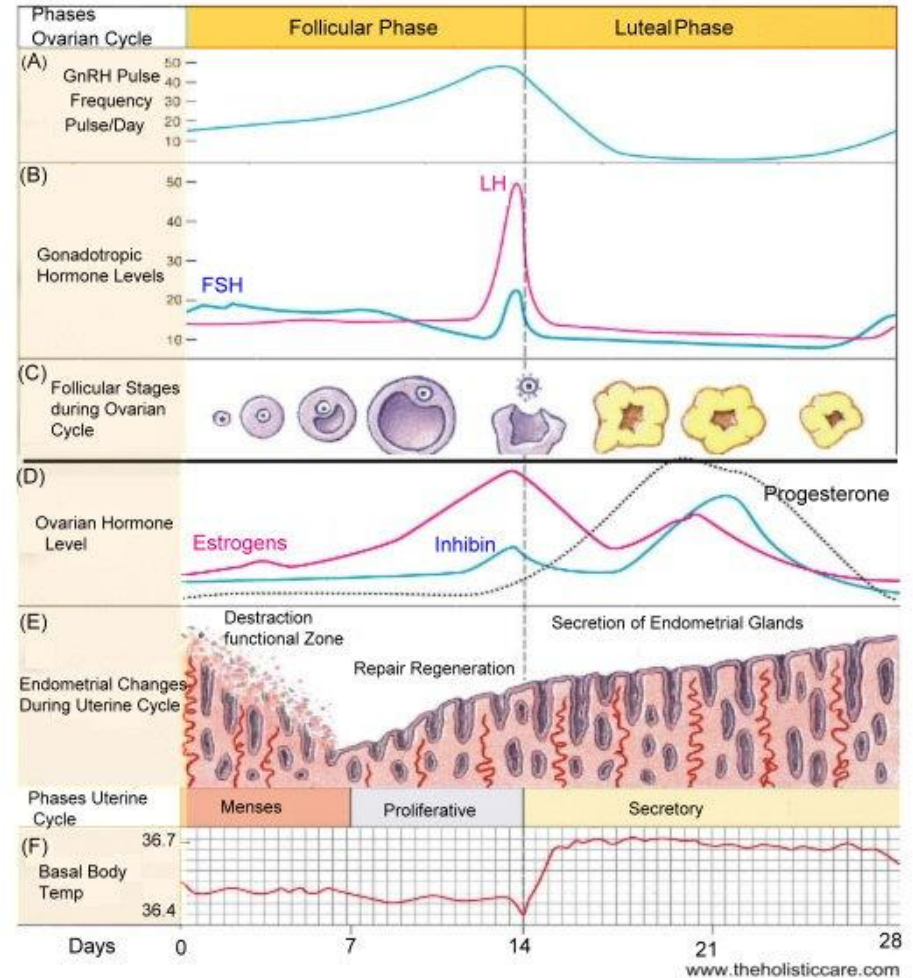 Phases
Ovarian Cycle
Follicular Phase
Luteal Phase
(A)
GnRH Pulse
Frequency
Pulse/Day
50
40
30
20
10
(B)
Gonadotropic
Hormone Levels
50
40
30
20
10
LH
FSH
(C)
Follicular Stages
during Ovarian
Cycle
(D)
Ovarian Hormone
Level
Estrogens
Inhibin
Progesterone
(E)
Endometrial Changes
During Uterine Cycle
Destraction
functional Zone
Repair Regeneration
Secretion of Endometrial Glands
Phases Uterine
Cycle
Menses
Proliferative
Secretory
(F)
Basal Body
Temp
36.7
36.4
Days
0
7
14
21
28
www.theholisticcare.com